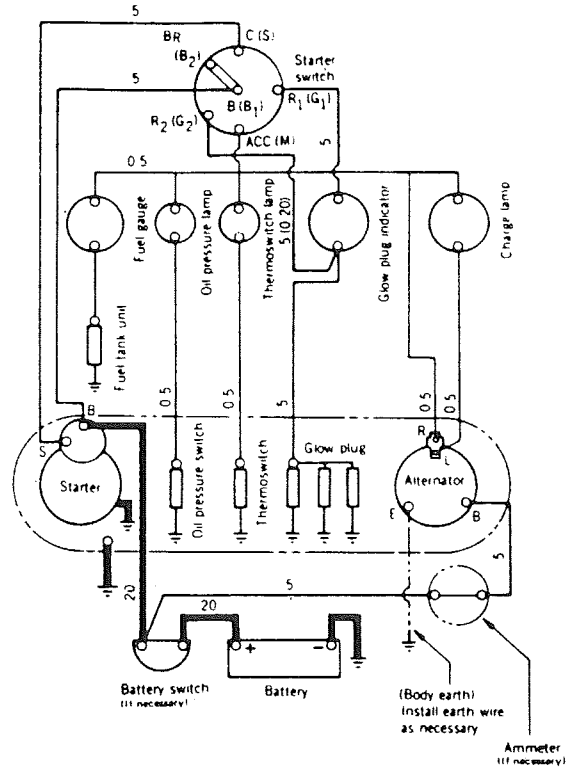 5
BR
(B2)
C (S)
Starter
switch
5
B (B1)
R1 (G1)
R2 (G2)
ACC (M)
5
0.5
Fuel gauge
Oil pressure lamp
Thermoswitch lamp
5 (0 20)
Glow plug indicator
Charge lamp
Fuel tank unit
0.5
0.5
5
0.5
0.5
B
R
L
S
Starter
Oil pressure switch
Thermoswitch
Glow plug
Alternator
E
B
5
20
5
20
+
-
Battery switch
(If necessary)
Battery
(Body earth)
Install earth wire
as necessary
Ammeter
(If necessary)